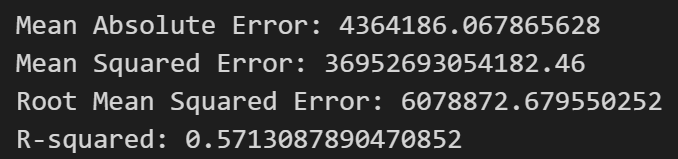 Mean Absolute Error: 4364186.067865628
Mean Squared Error: 36952693054182.46
Root Mean Squared Error: 6078872.679550252
R-squared: 0.5713087890470852